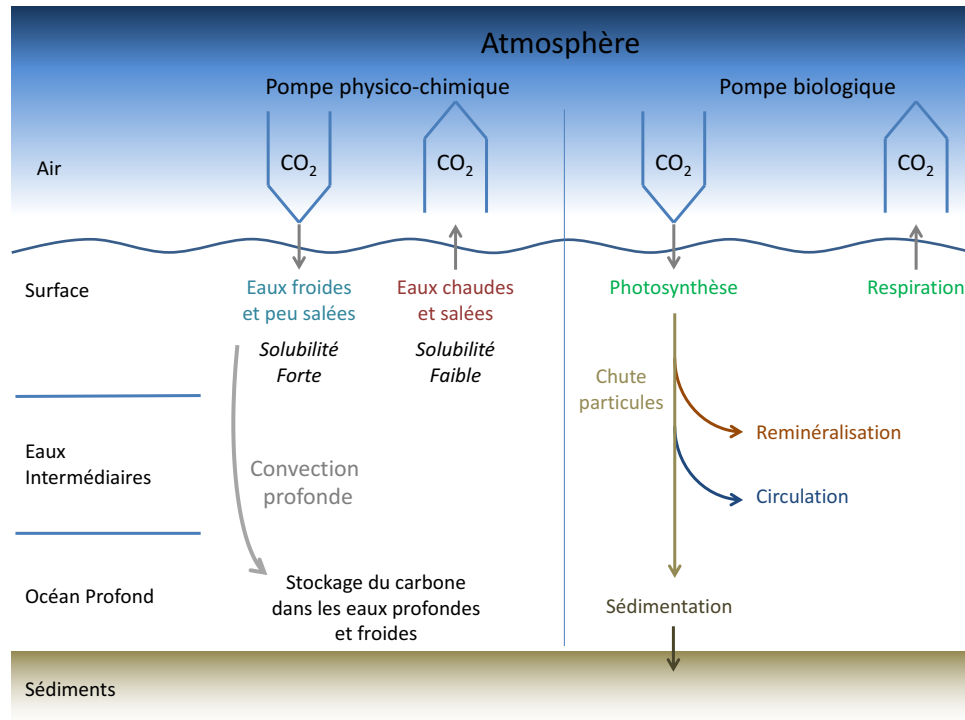 Atmosphère
Pompe physico-chimique
Pompe biologique
Air
CO₂
CO₂
CO₂
CO₂
Surface
Eaux froides
et peu salées
Solubilité
Forte
Eaux chaudes
et salées
Solubilité
Faible
Photosynthèse
Respiration
Chute
particules
Reminéralisation
Eaux
Intermédiaires
Convection
profonde
Circulation
Océan Profond
Stockage du carbone
dans les eaux profondes
et froides
Sédimentation
Sédiments